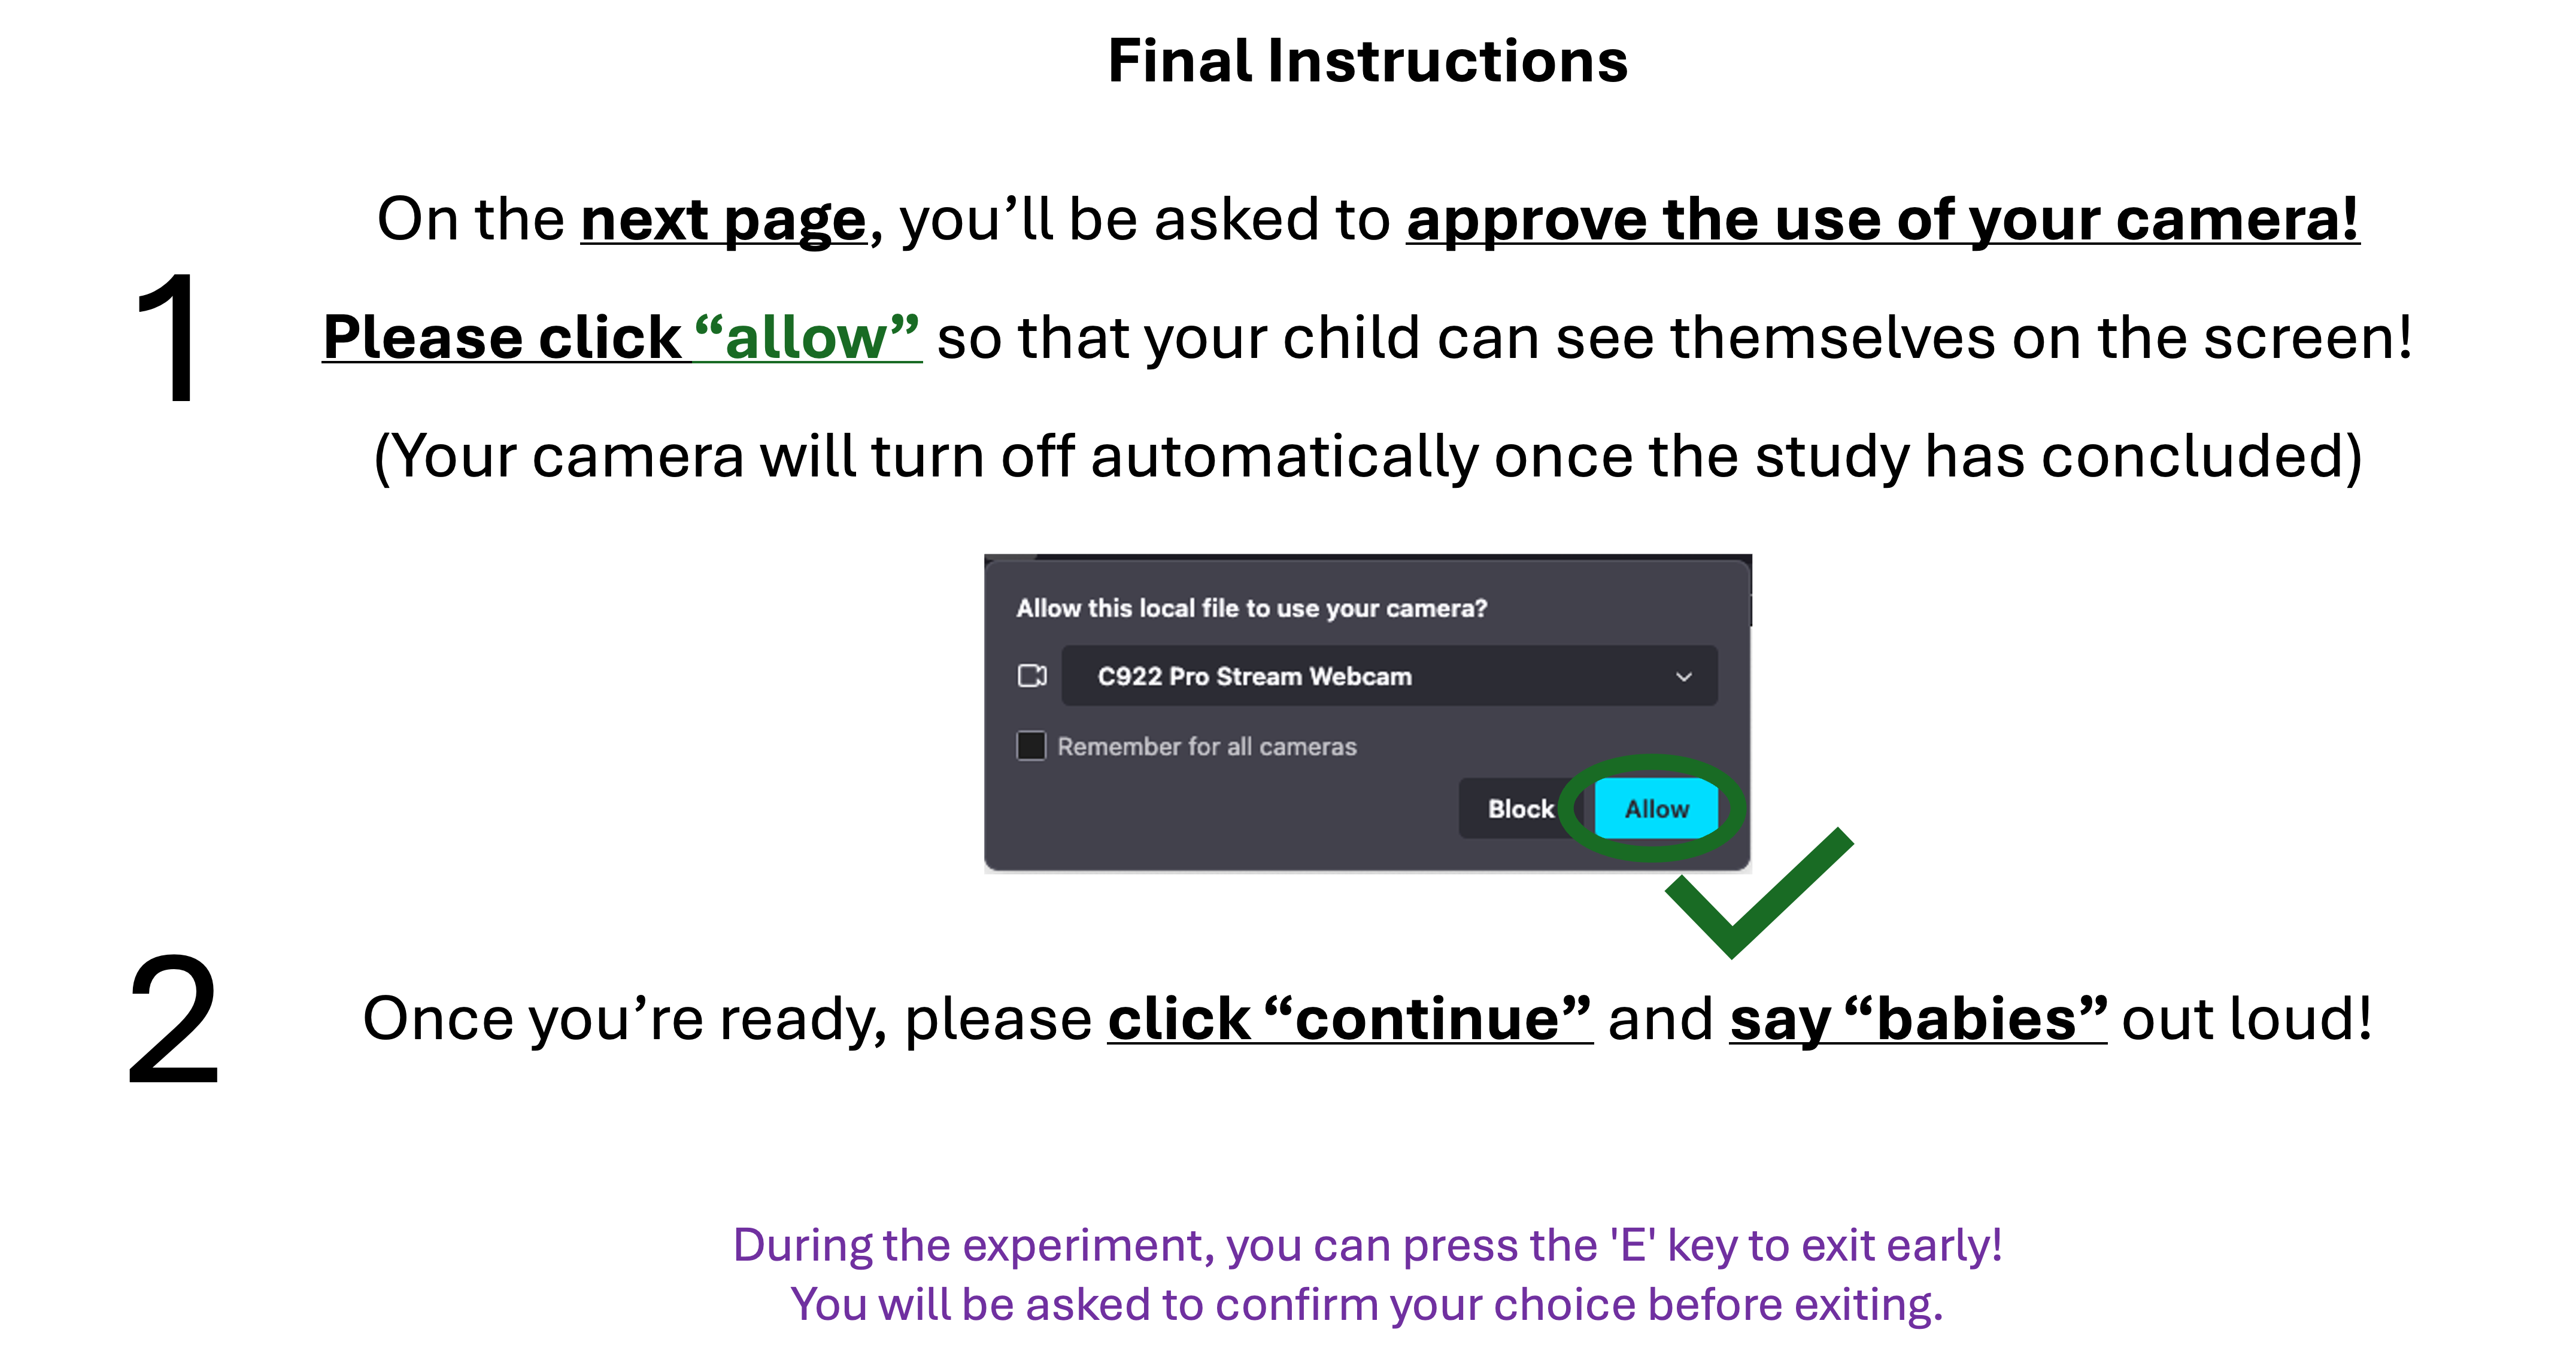 Final Instructions
1
On the next page, you’ll be asked to approve the use of your camera!
Please click “allow” so that your child can see themselves on the screen!
(Your camera will turn off automatically once the study has concluded)
Allow this local file to use your camera?
C922 Pro Stream Webcam
Remember for all cameras
Block Allow
2
Once you’re ready, please click “continue” and say “babies” out loud!
During the experiment, you can press the 'E' key to exit early!
You will be asked to confirm your choice before exiting.